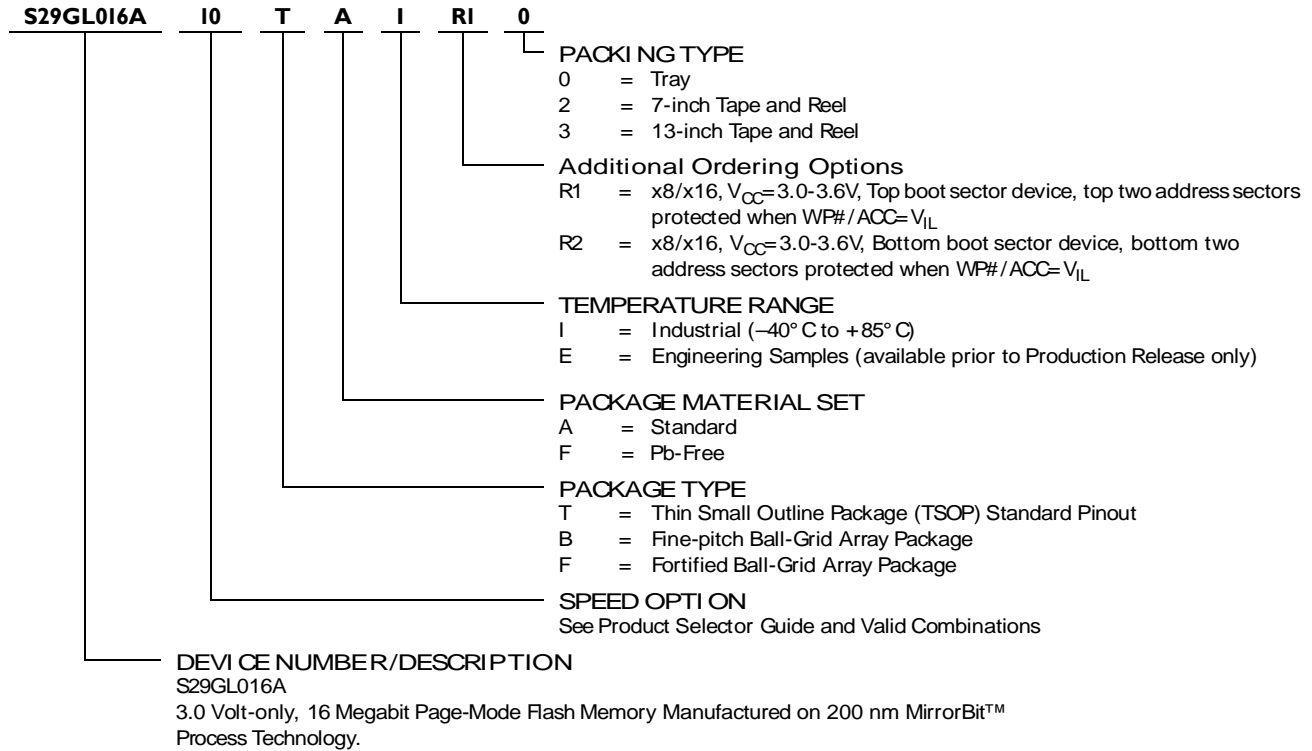 S29GL016A 10 T A I R1 0
PACKING TYPE
0 = Tray
2 = 7-inch Tape and Reel
3 = 13-inch Tape and Reel
Additional Ordering Options
R1 = x8/x16, VCC=3.0-3.6V, Top boot sector device, top two address sectors
protected when WP#/ACC=VIL
R2 = x8/x16, VCC=3.0-3.6V, Bottom boot sector device, bottom two
address sectors protected when WP#/ACC=VIL
TEMPERATURE RANGE
I = Industrial (–40°C to +85°C)
E = Engineering Samples (available prior to Production Release only)
PACKAGE MATERIAL SET
A = Standard
F = Pb-Free
PACKAGE TYPE
T = Thin Small Outline Package (TSOP) Standard Pinout
B = Fine-pitch Ball-Grid Array Package
F = Fortified Ball-Grid Array Package
SPEED OPTION
See Product Selector Guide and Valid Combinations
DEVICE NUMBER/DESCRIPTION
S29GL016A
3.0 Volt-only, 16 Megabit Page-Mode Flash Memory Manufactured on 200 nm MirrorBit™
Process Technology.